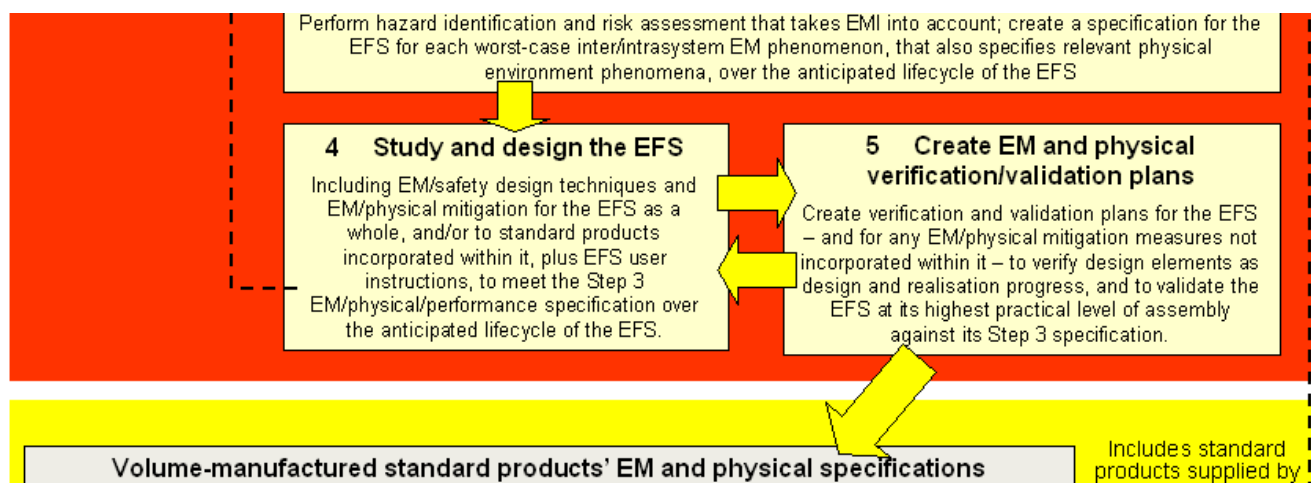 Perform hazard identification and risk assessment that takes EMI into account; create a specification for the
EFS for each worst-case inter/intrasystem EM phenomenon, that also specifies relevant physical
environment phenomena, over the anticipated lifecycle of the EFS
4 Study and design the EFS
Including EM/safety design techniques and
EM/physical mitigation for the EFS as a
whole, and/or to standard products
incorporated within it, plus EFS user
instructions, to meet the Step 3
EM/physical/performance specification over
the anticipated lifecycle of the EFS.
5 Create EM and physical
verification/validation plans
Create verification and validation plans for the EFS
– and for any EM/physical mitigation measures not
incorporated within it – to verify design elements as
design and realisation progress, and to validate the
EFS at its highest practical level of assembly
against its Step 3 specification.
Volume-manufactured standard products' EM and physical specifications
Includes standard
products supplied by